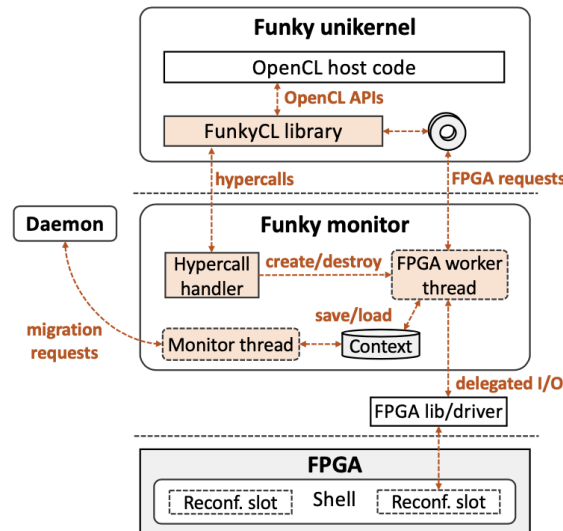 Funky unikernel
OpenCL host code
OpenCL APIs
FunkyCL library
hypercalls
FPGA requests
Daemon
Funky monitor
Hypercall
handler
create/destroy
FPGA worker
thread
migration
requests
save/load
Monitor thread
Context
delegated I/O
FPGA lib/driver
FPGA
Reconf. slot
Shell
Reconf. slot